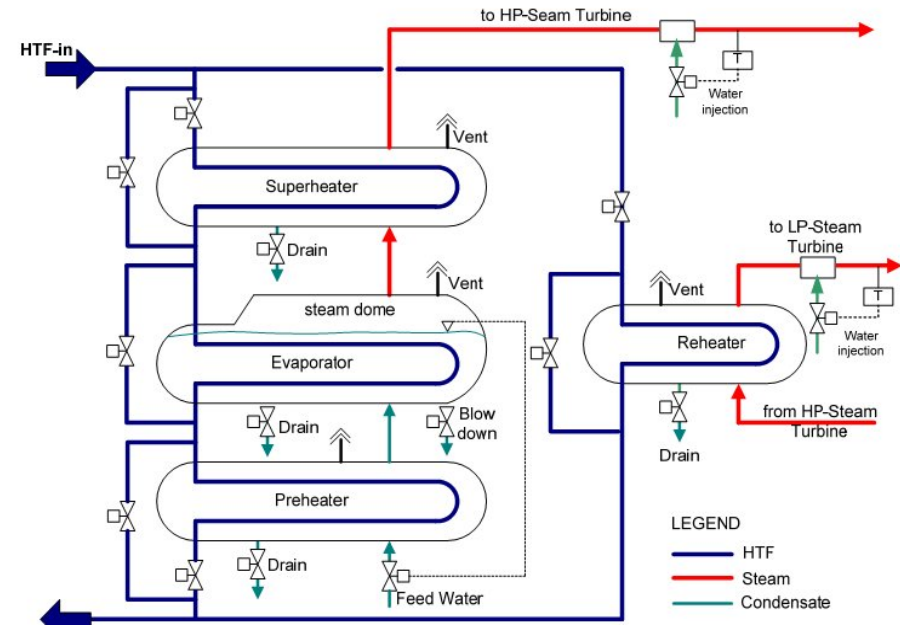 to HP-Seam Turbine
HTF-in
T
Water
injection
Vent
Superheater
Drain
to LP-Steam
Turbine
Vent
steam dome
Vent
T
Evaporator
Reheater
Water
injection
Drain
Blow
down
from HP-Steam
Turbine
Drain
Preheater
LEGEND
HTF
Drain
Steam
Feed Water
Condensate